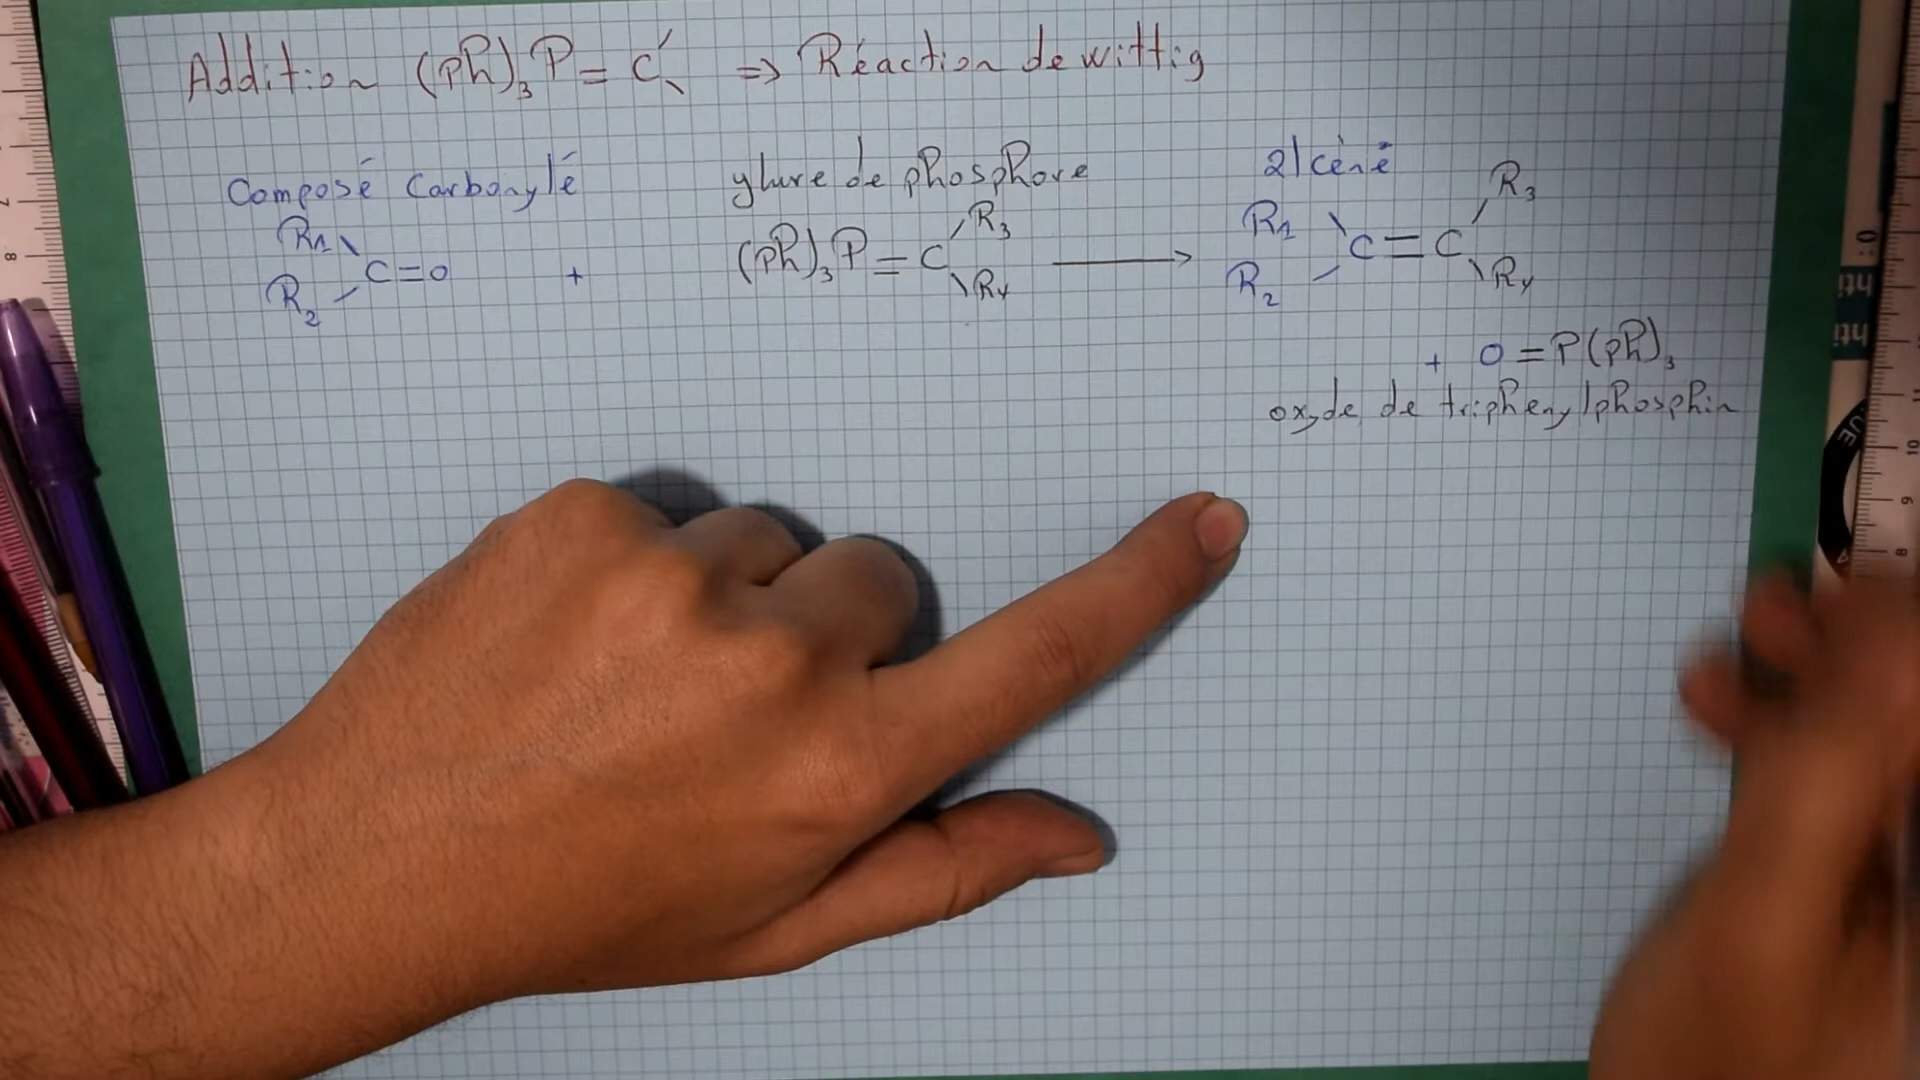 Addition (ph)₃P=C => Réaction de wittig
Composé Carbonylé
ylure de phosphore
alcène
R₁
R₂
C=O
+
(ph)₃P=C
R₃
R₄
R₁
R₂
C=C
R₃
R₄
+ O=P(ph)₃
oxyde de triphenylphosphin